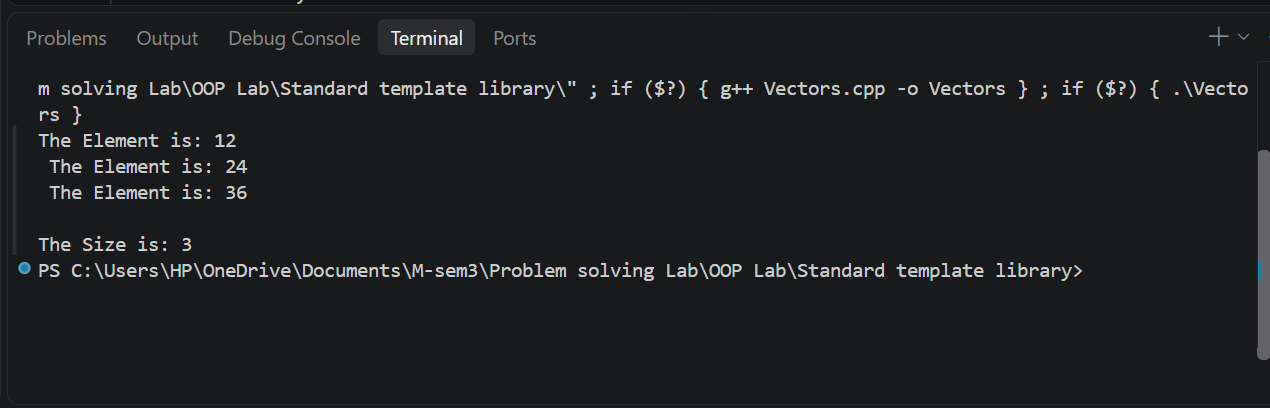 Problems Output Debug Console Terminal Ports
m solving Lab\OOP Lab\Standard template library\" ; if ($?) { g++ Vectors.cpp -o Vectors } ; if ($?) { .\Vecto
rs }
The Element is: 12
 The Element is: 24
 The Element is: 36

The Size is: 3
PS C:\Users\HP\OneDrive\Documents\M-sem3\Problem solving Lab\OOP Lab\Standard template library>